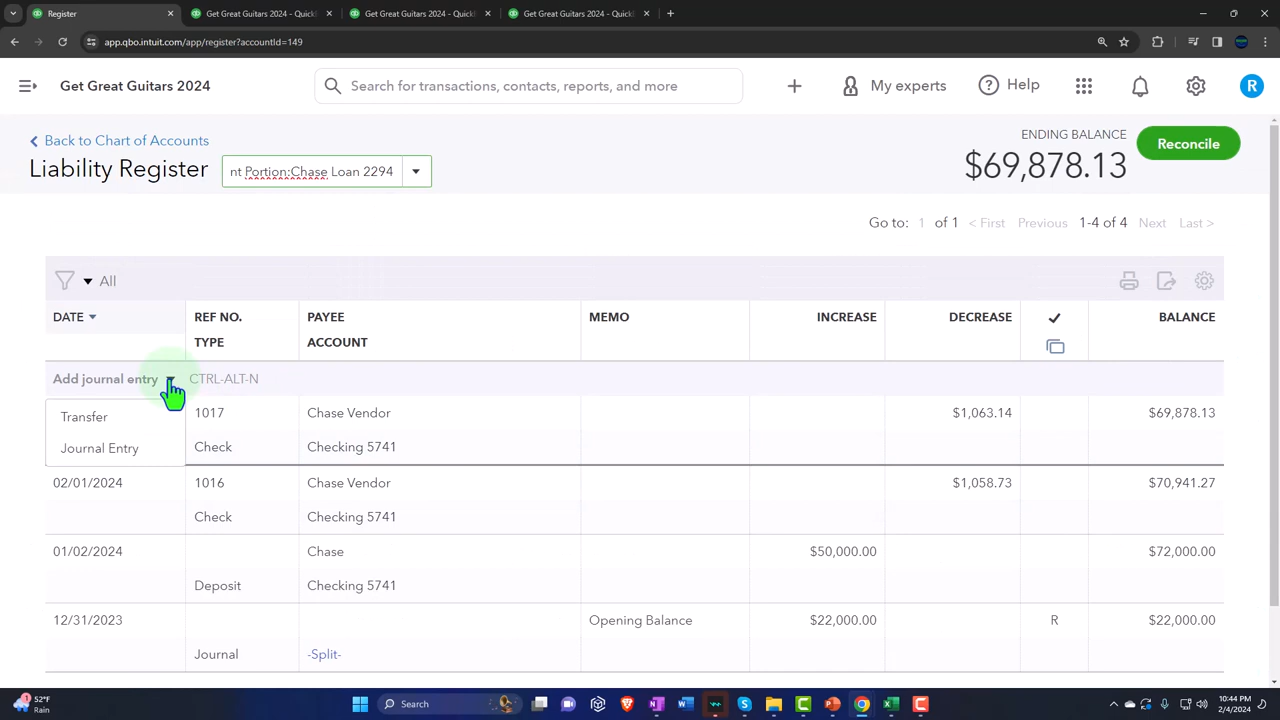 Register
Get Great Guitars 2024 - QuickB
Get Great Guitars 2024 - QuickB
Get Great Guitars 2024 - QuickB
app.qbo.intuit.com/app/register?accountId=149
Get Great Guitars 2024
Search for transactions, contacts, reports, and more
My experts
Help
R
Back to Chart of Accounts
ENDING BALANCE
Liability Register
nt Portion:Chase Loan 2294
$69,878.13
Reconcile
Go to: 1 of 1 < First Previous 1-4 of 4 Next Last >
All
DATE REF NO. PAYEE MEMO INCREASE DECREASE BALANCE
TYPE ACCOUNT
Add journal entry CTRL-ALT-N
Transfer
Journal Entry
1017 Chase Vendor $1,063.14 $69,878.13
Check Checking 5741
02/01/2024 1016 Chase Vendor $1,058.73 $70,941.27
Check Checking 5741
01/02/2024 Chase $50,000.00 $72,000.00
Deposit Checking 5741
12/31/2023 Opening Balance $22,000.00 R $22,000.00
Journal -Split-
52°F
Rain
Search
10:44 PM
2/4/2024